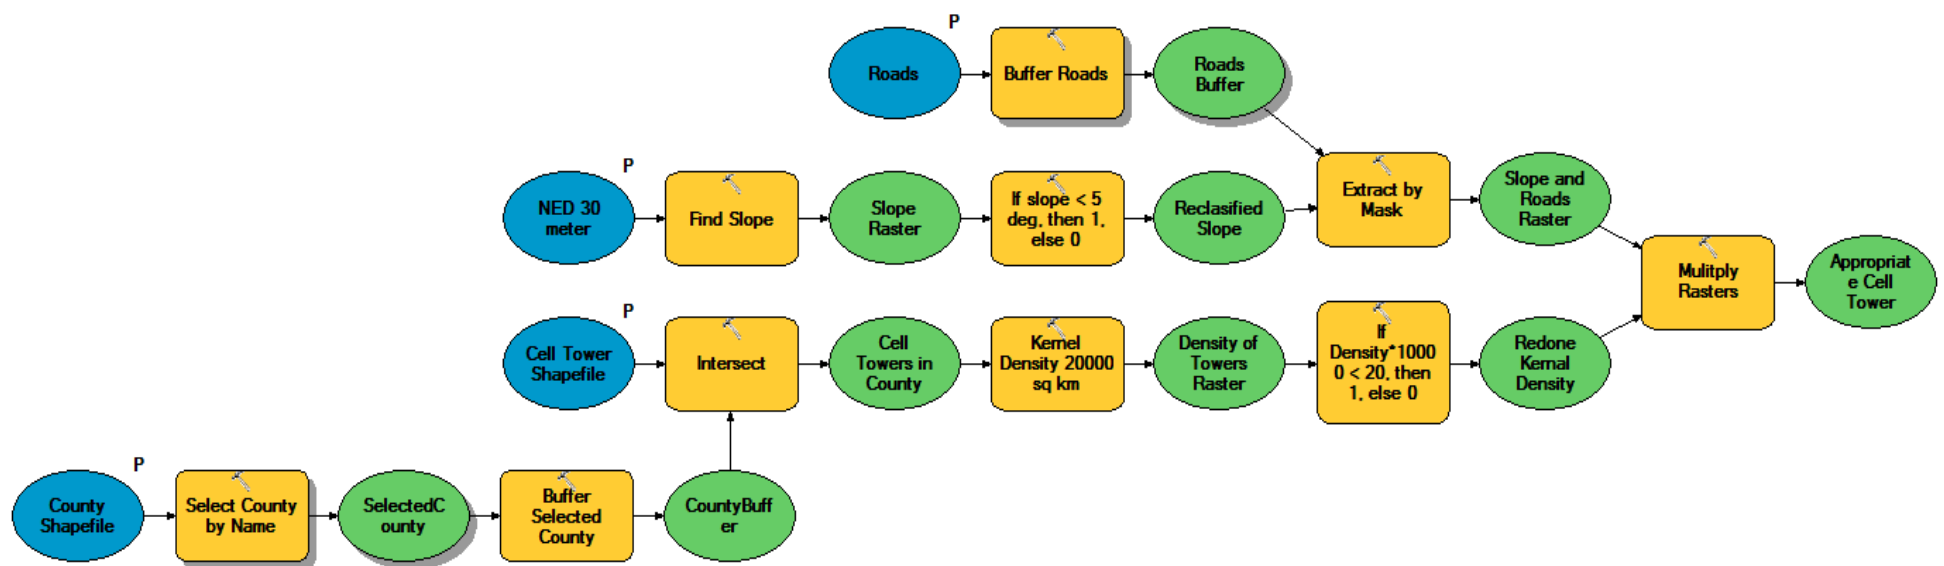 P
Roads
Buffer Roads
Roads
Buffer
P
NED 30
meter
Find Slope
Slope
Raster
If slope < 5
deg, then 1,
else 0
Reclasified
Slope
Extract by
Mask
Slope and
Roads
Raster
P
Cell Tower
Shapefile
Intersect
Cell
Towers in
County
Kernel
Density 20000
sq km
Density of
Towers
Raster
If
Density*1000
0 < 20, then
1, else 0
Redone
Kernal
Density
Mulitply
Rasters
Appropriat
e Cell
Tower
P
County
Shapefile
Select County
by Name
SelectedC
ounty
Buffer
Selected
County
CountyBuff
er